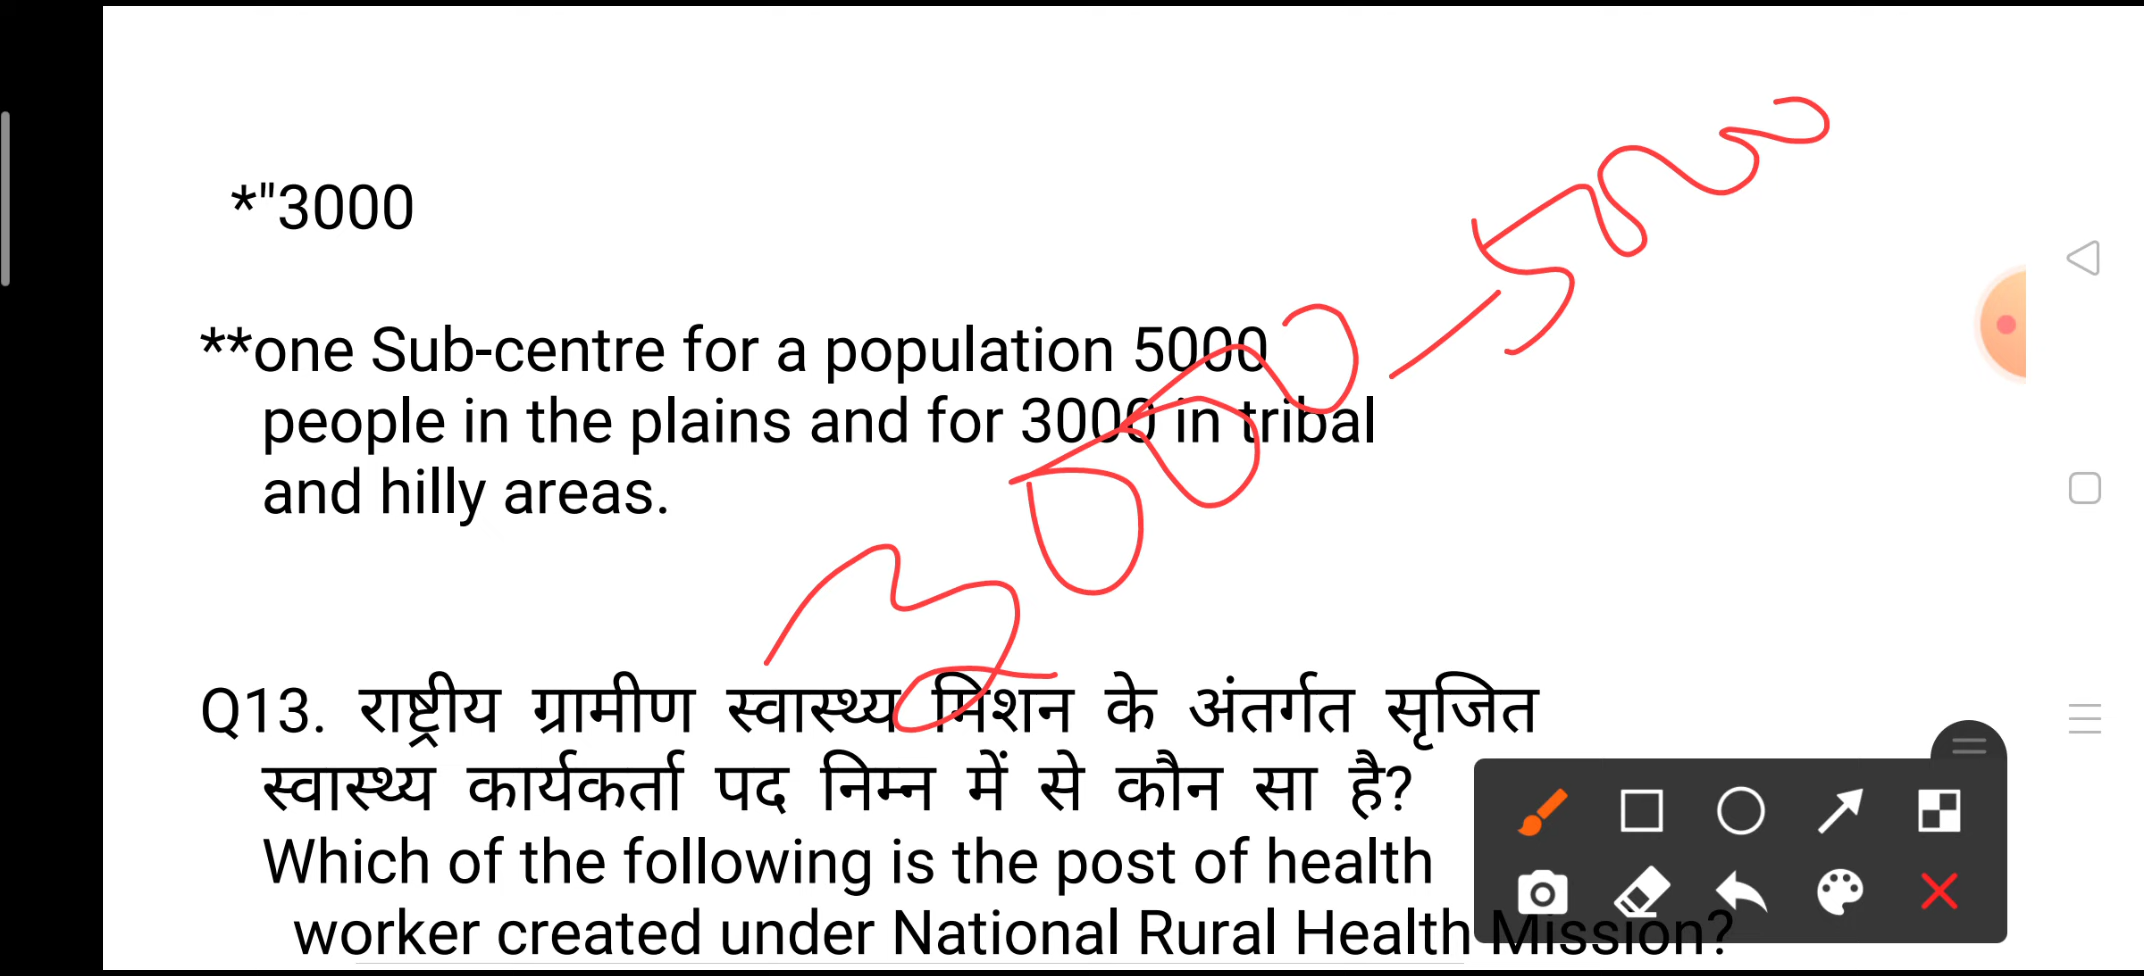 *"3000
**one Sub-centre for a population 5000
people in the plains and for 3000 in tribal
and hilly areas.
3000-5000
Q13. राष्ट्रीय ग्रामीण स्वास्थ्य मिशन के अंतर्गत सृजित
स्वास्थ्य कार्यकर्ता पद निम्न में से कौन सा है?
Which of the following is the post of health
worker created under National Rural Health Mission?